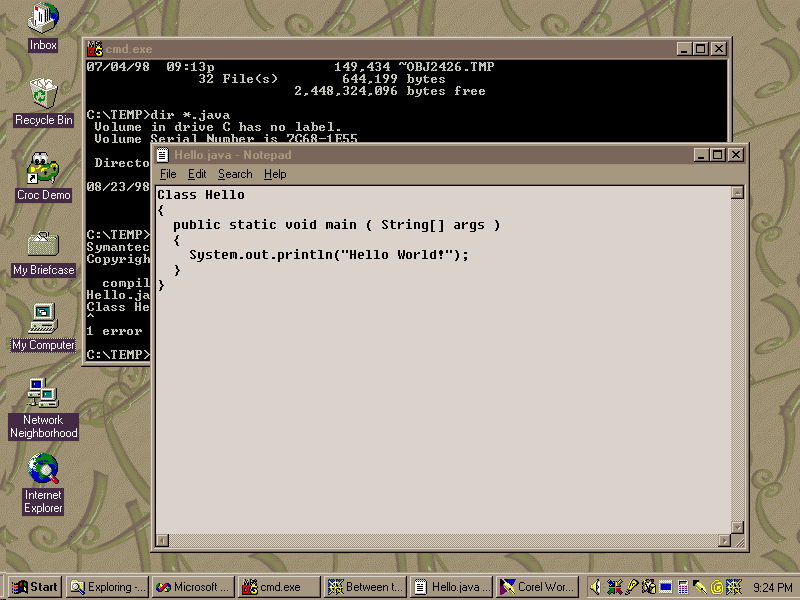 Inbox
Recycle Bin
Croc Demo
My Briefcase
My Computer
Network
Neighborhood
Internet
Explorer
cmd.exe
07/04/98  09:13p             149,434 ~OBJ2426.TMP
32 File(s)        644,199 bytes
2,448,324,096 bytes free
C:\TEMP>dir *.java
Volume in drive C has no label.
Volume Serial Number is 7C68-1E55
Directo
08/23/98
C:\TEMP>
Symantec
Copyrigh
compil
Hello.ja
Class He
^
1 error
C:\TEMP>
Hello.java - Notepad
File Edit Search Help
Class Hello
{
public static void main ( String[] args )
{
System.out.println("Hello World!");
}
}
Start Exploring -... Microsoft ... cmd.exe Between t... Hello.java ... Corel Wor... 9:24 PM